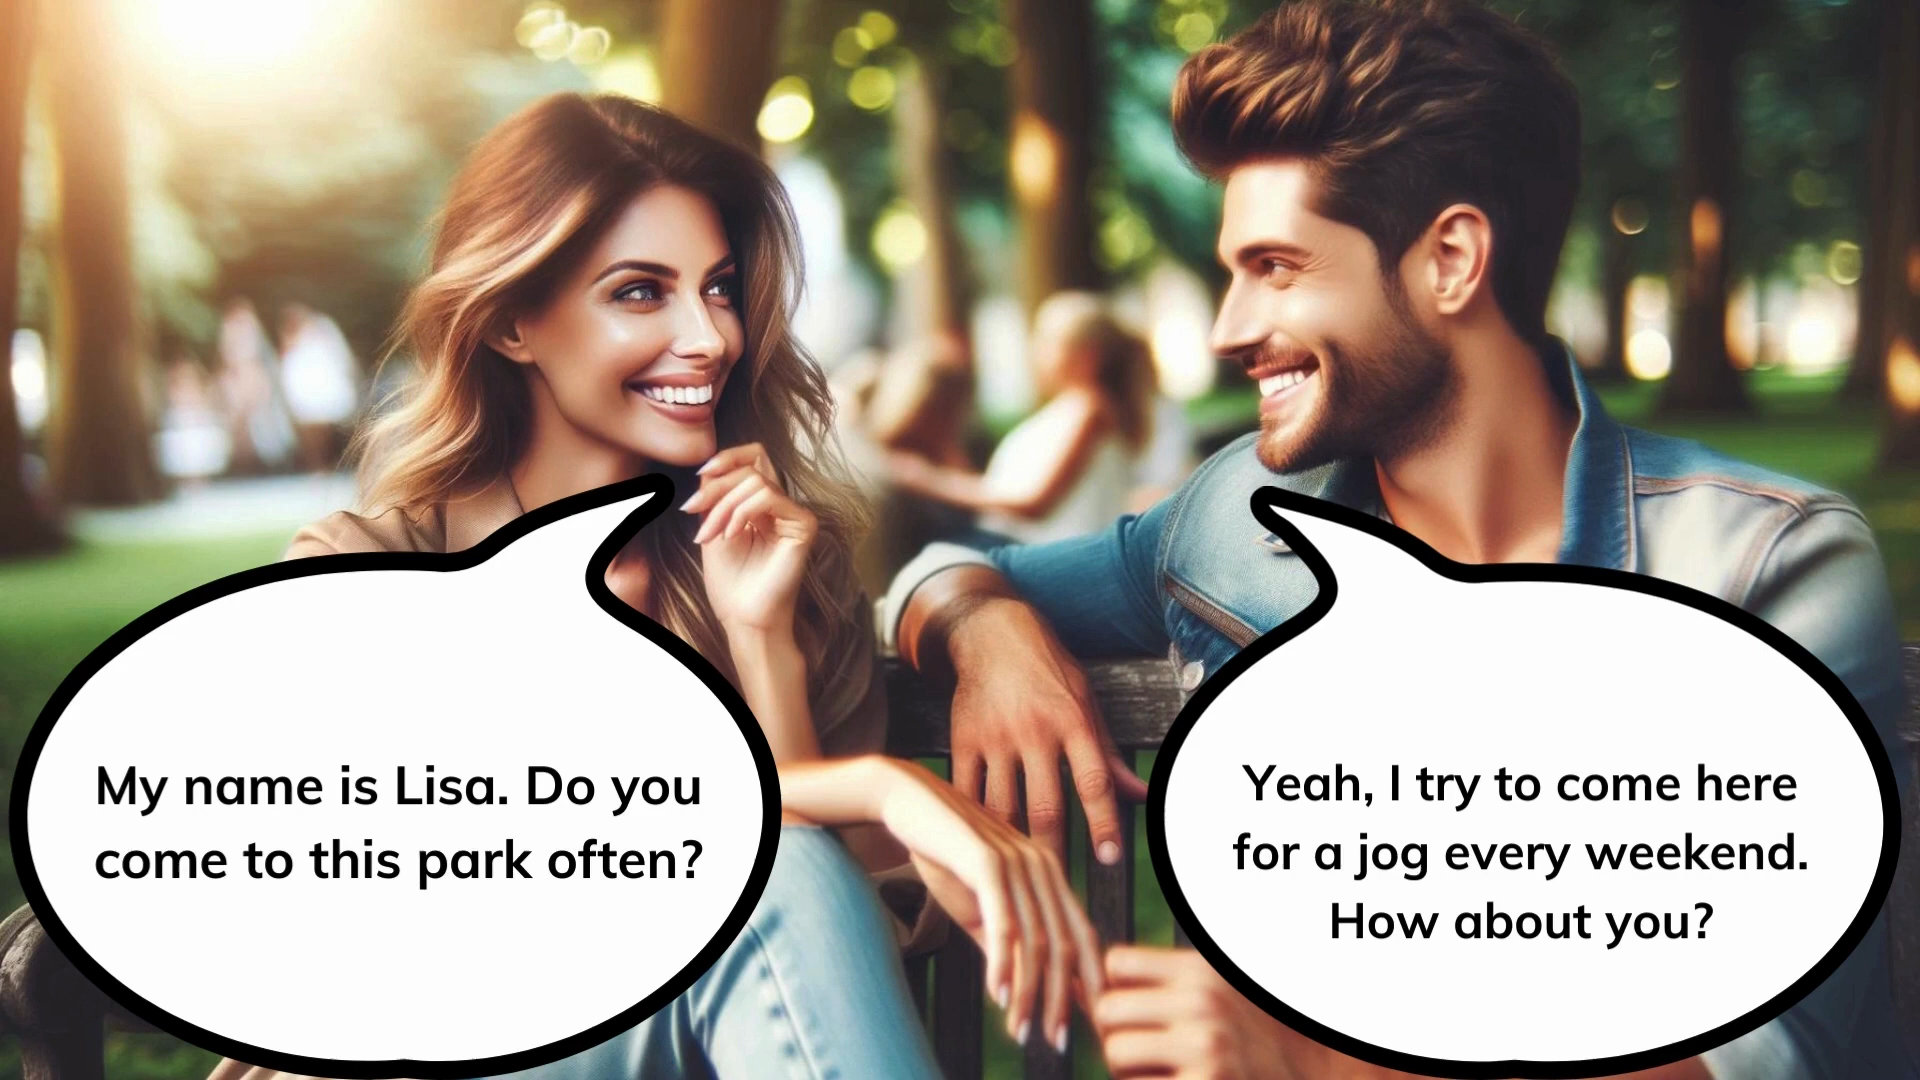 My name is Lisa. Do you
come to this park often?
Yeah, I try to come here
for a jog every weekend.
How about you?